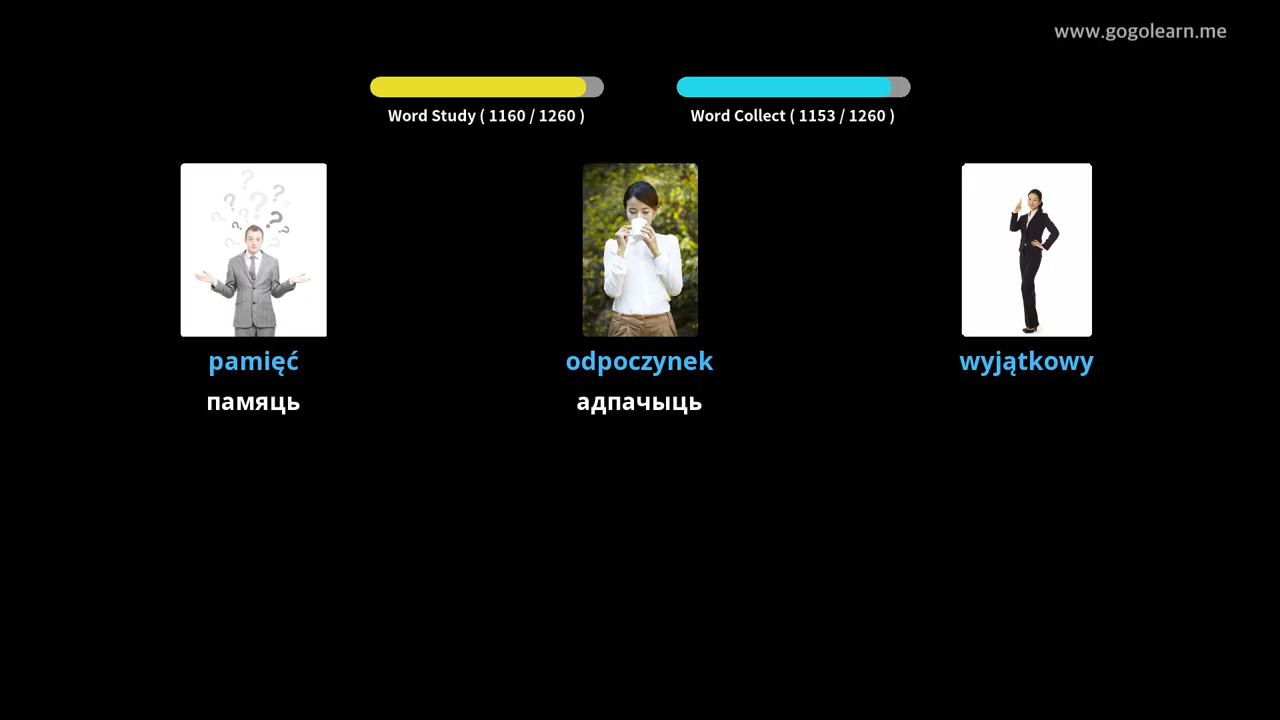 www.gogolearn.me
Word Study ( 1160 / 1260 )
Word Collect ( 1153 / 1260 )
pamięć
odpoczynek
wyjątkowy
памяць
адпачыць